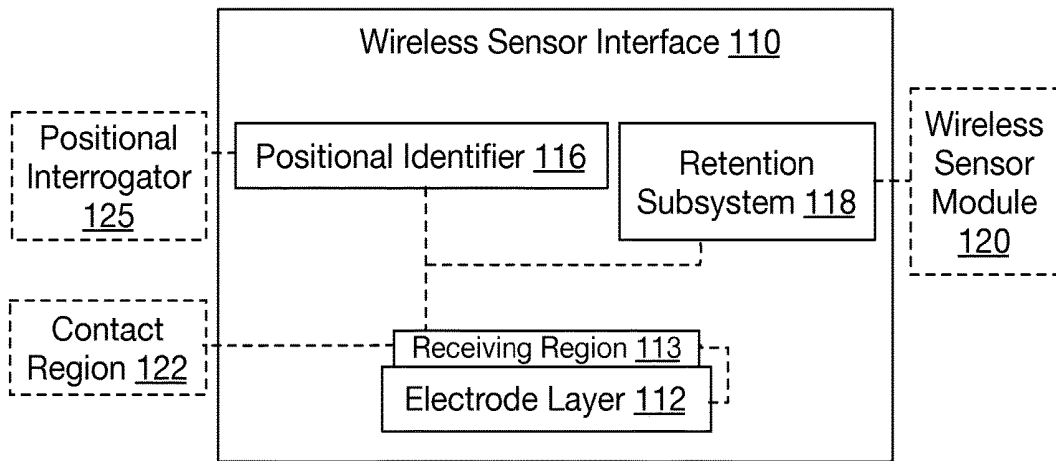 Wireless Sensor Interface 110
Positional
Interrogator
125
Positional Identifier 116
Retention
Subsystem 118
Wireless
Sensor
Module
120
Contact
Region 122
Receiving Region 113
Electrode Layer 112